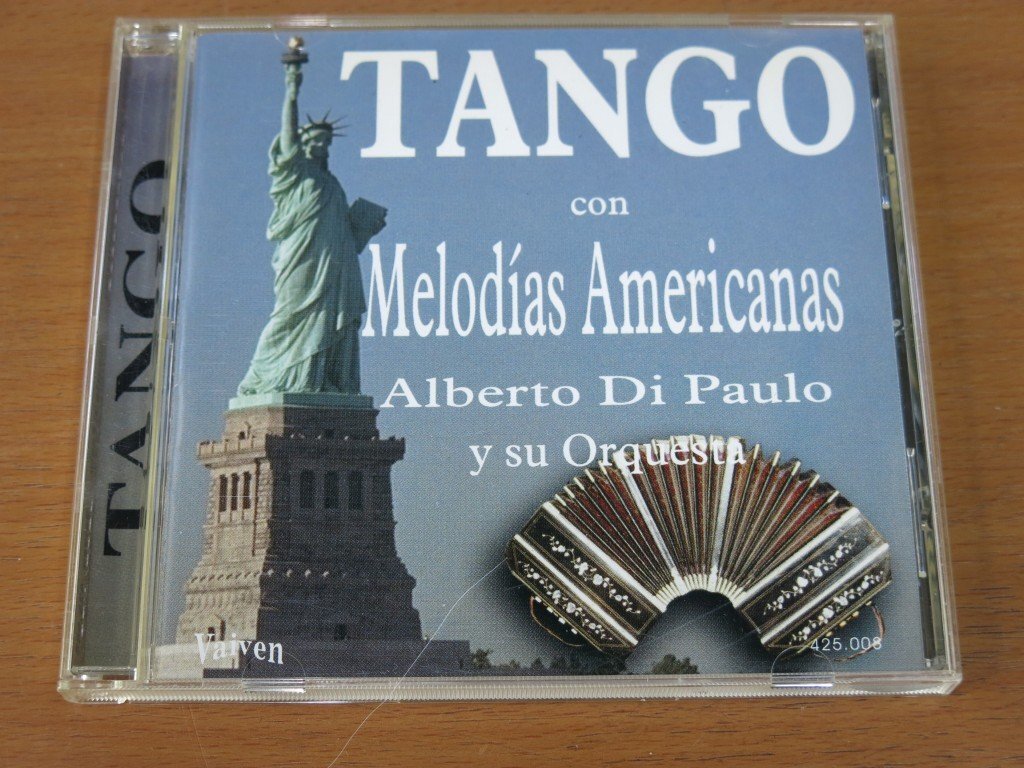 TANGO
TANGO
con
Melodías Americanas
Alberto Di Paulo
y su Orquesta
Vaiven
425.008